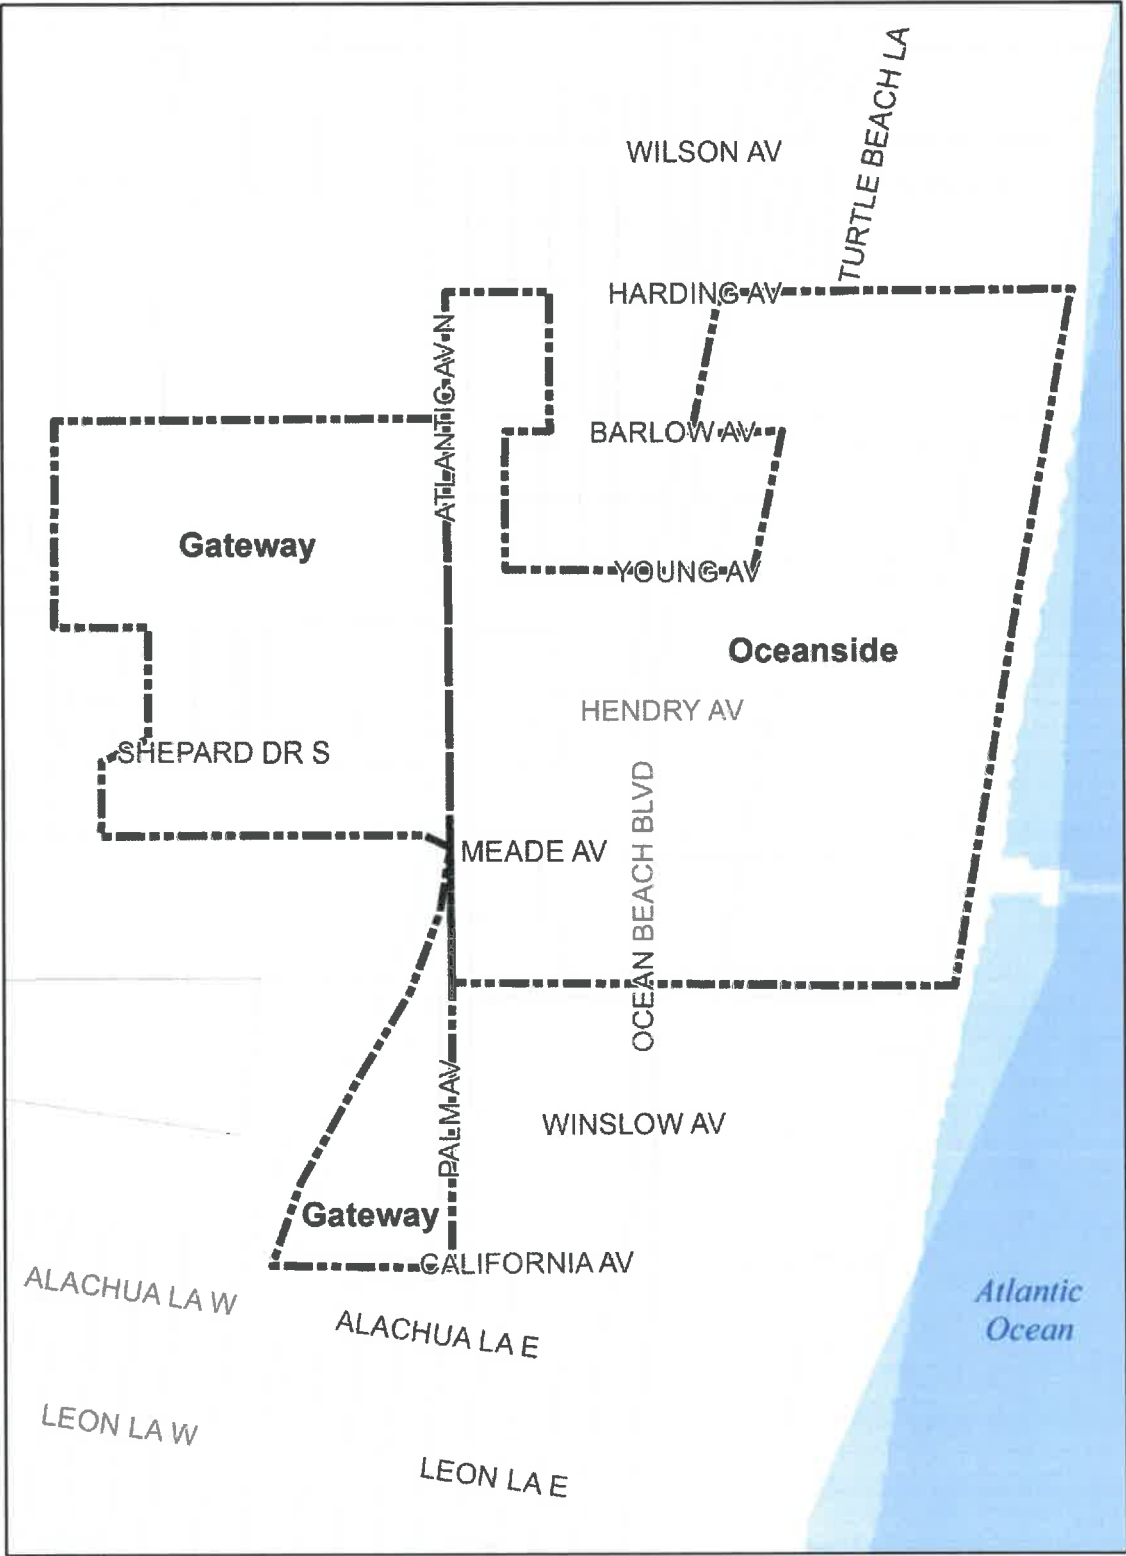 TURTLE BEACH LA
WILSON AV
HARDING AV
ATLANTIC AV N
BARLOW AV
Gateway
YOUNG AV
Oceanside
HENDRY AV
SHEPARD DR S
OCEAN BEACH BLVD
MEADE AV
PALM AV
WINSLOW AV
Gateway
CALIFORNIA AV
ALACHUA LA W
Atlantic
Ocean
ALACHUA LA E
LEON LA W
LEON LA E